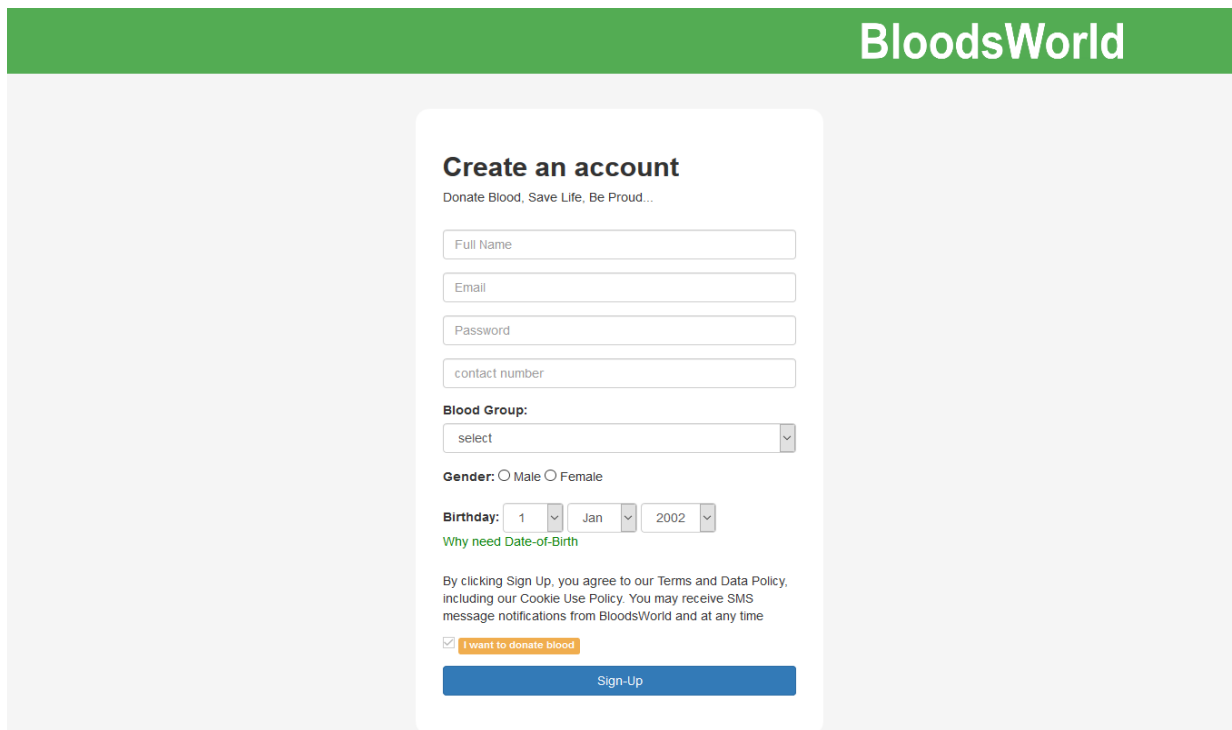 BloodsWorld
Create an account
Donate Blood, Save Life, Be Proud...
Full Name
Email
Password
contact number
Blood Group:
select
Gender: Male Female
Birthday: 1 Jan 2002
Why need Date-of-Birth
By clicking Sign Up, you agree to our Terms and Data Policy,
including our Cookie Use Policy. You may receive SMS
message notifications from BloodsWorld and at any time
I want to donate blood
Sign-Up